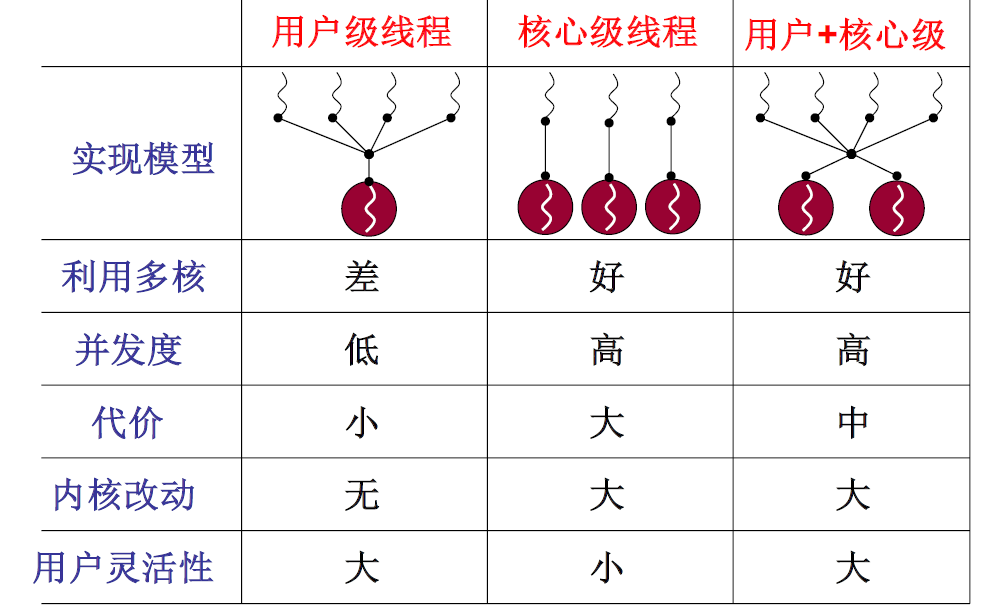 用户级线程 核心级线程 用户+核心级
实现模型
利用多核 差 好 好
并发度 低 高 高
代价 小 大 中
内核改动 无 大 大
用户灵活性 大 小 大